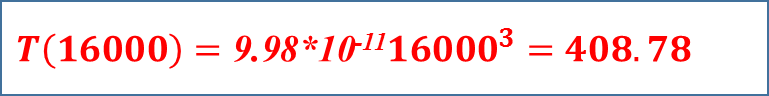 T(16000) = 9.98*10⁻¹¹16000³ = 408.78